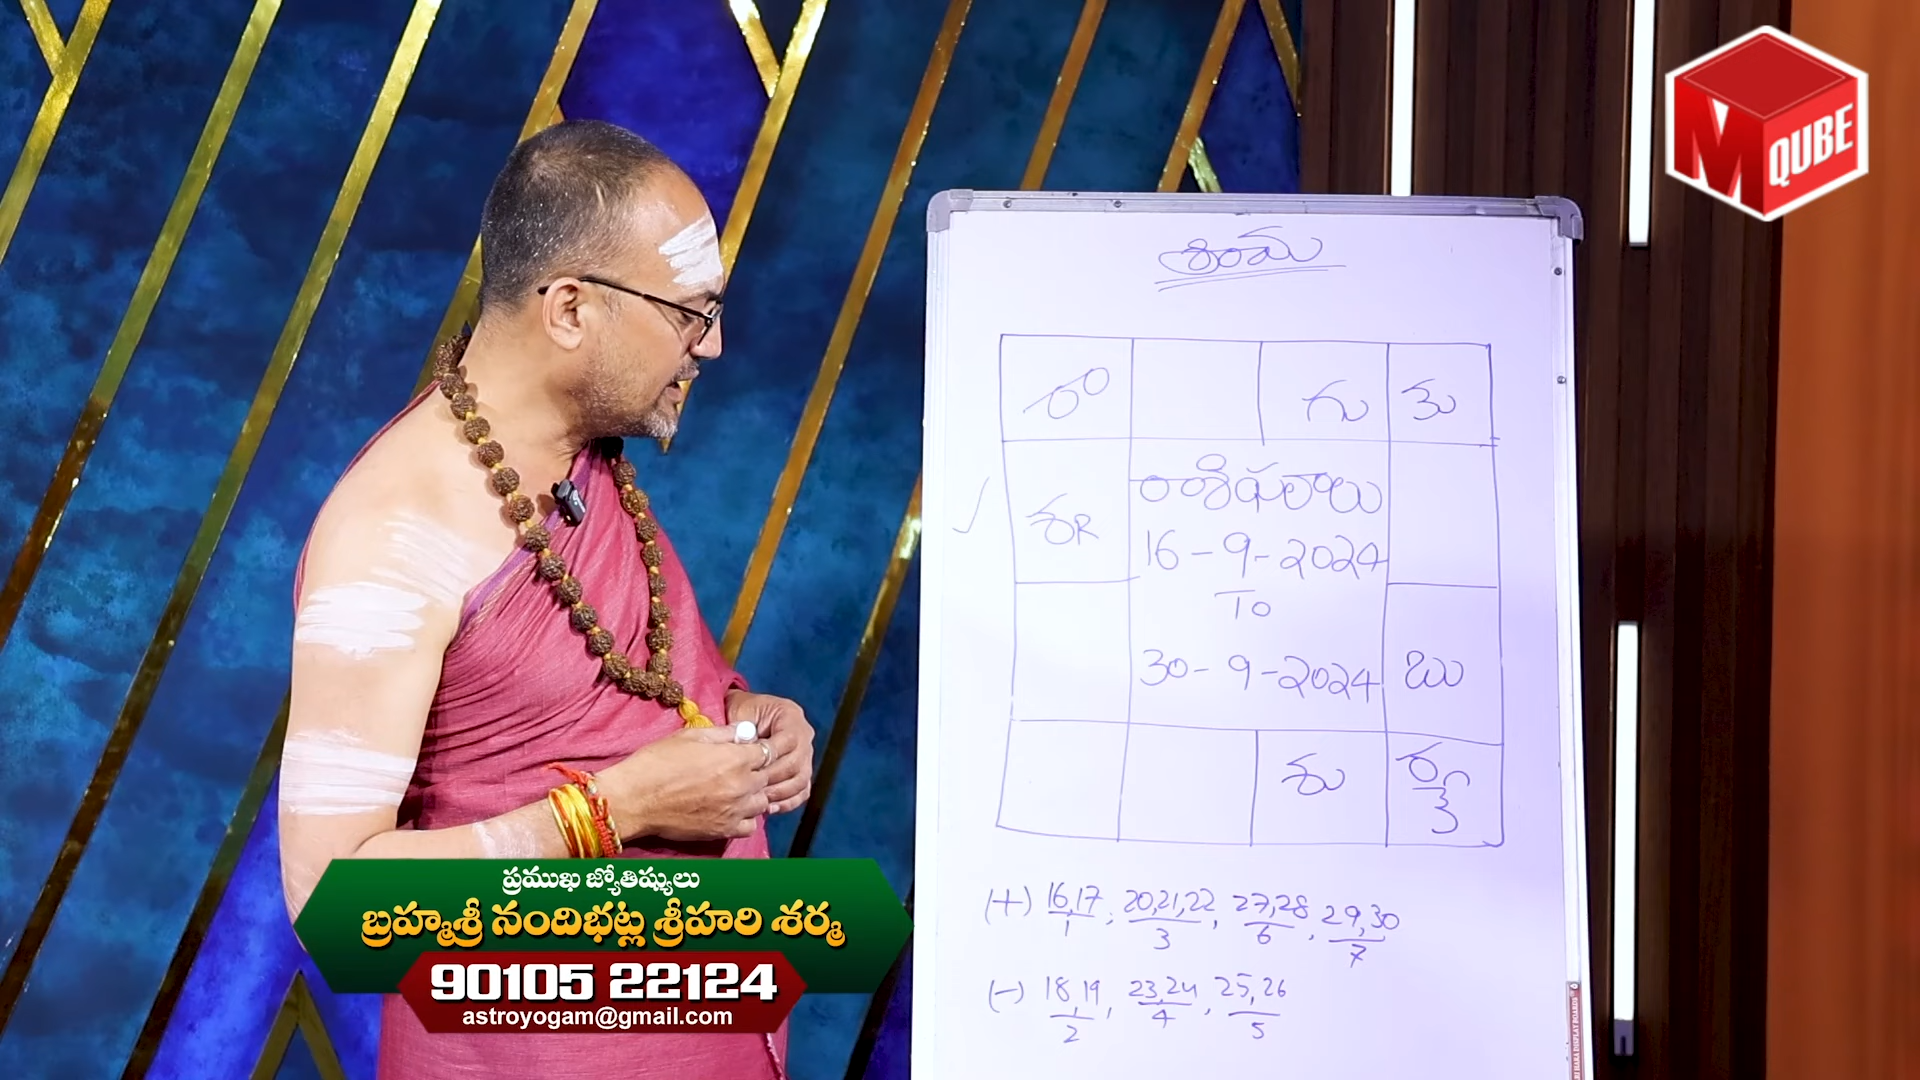 M QUBE
శ్రీరామ
రా గు కు
శR
రాశిఫలాలు
16-9-2024
To
30-9-2024
బు
శు ర
కే
(+) 16,17/1, 20,21,22/3, 27,28/6, 29,30/7
(-) 18,19/2, 23,24/4, 25,26/5
ప్రముఖ జ్యోతిష్యులు
బ్రహ్మశ్రీ నందిభట్ల శ్రీహరి శర్మ
90105 22124
astroyogam@gmail.com